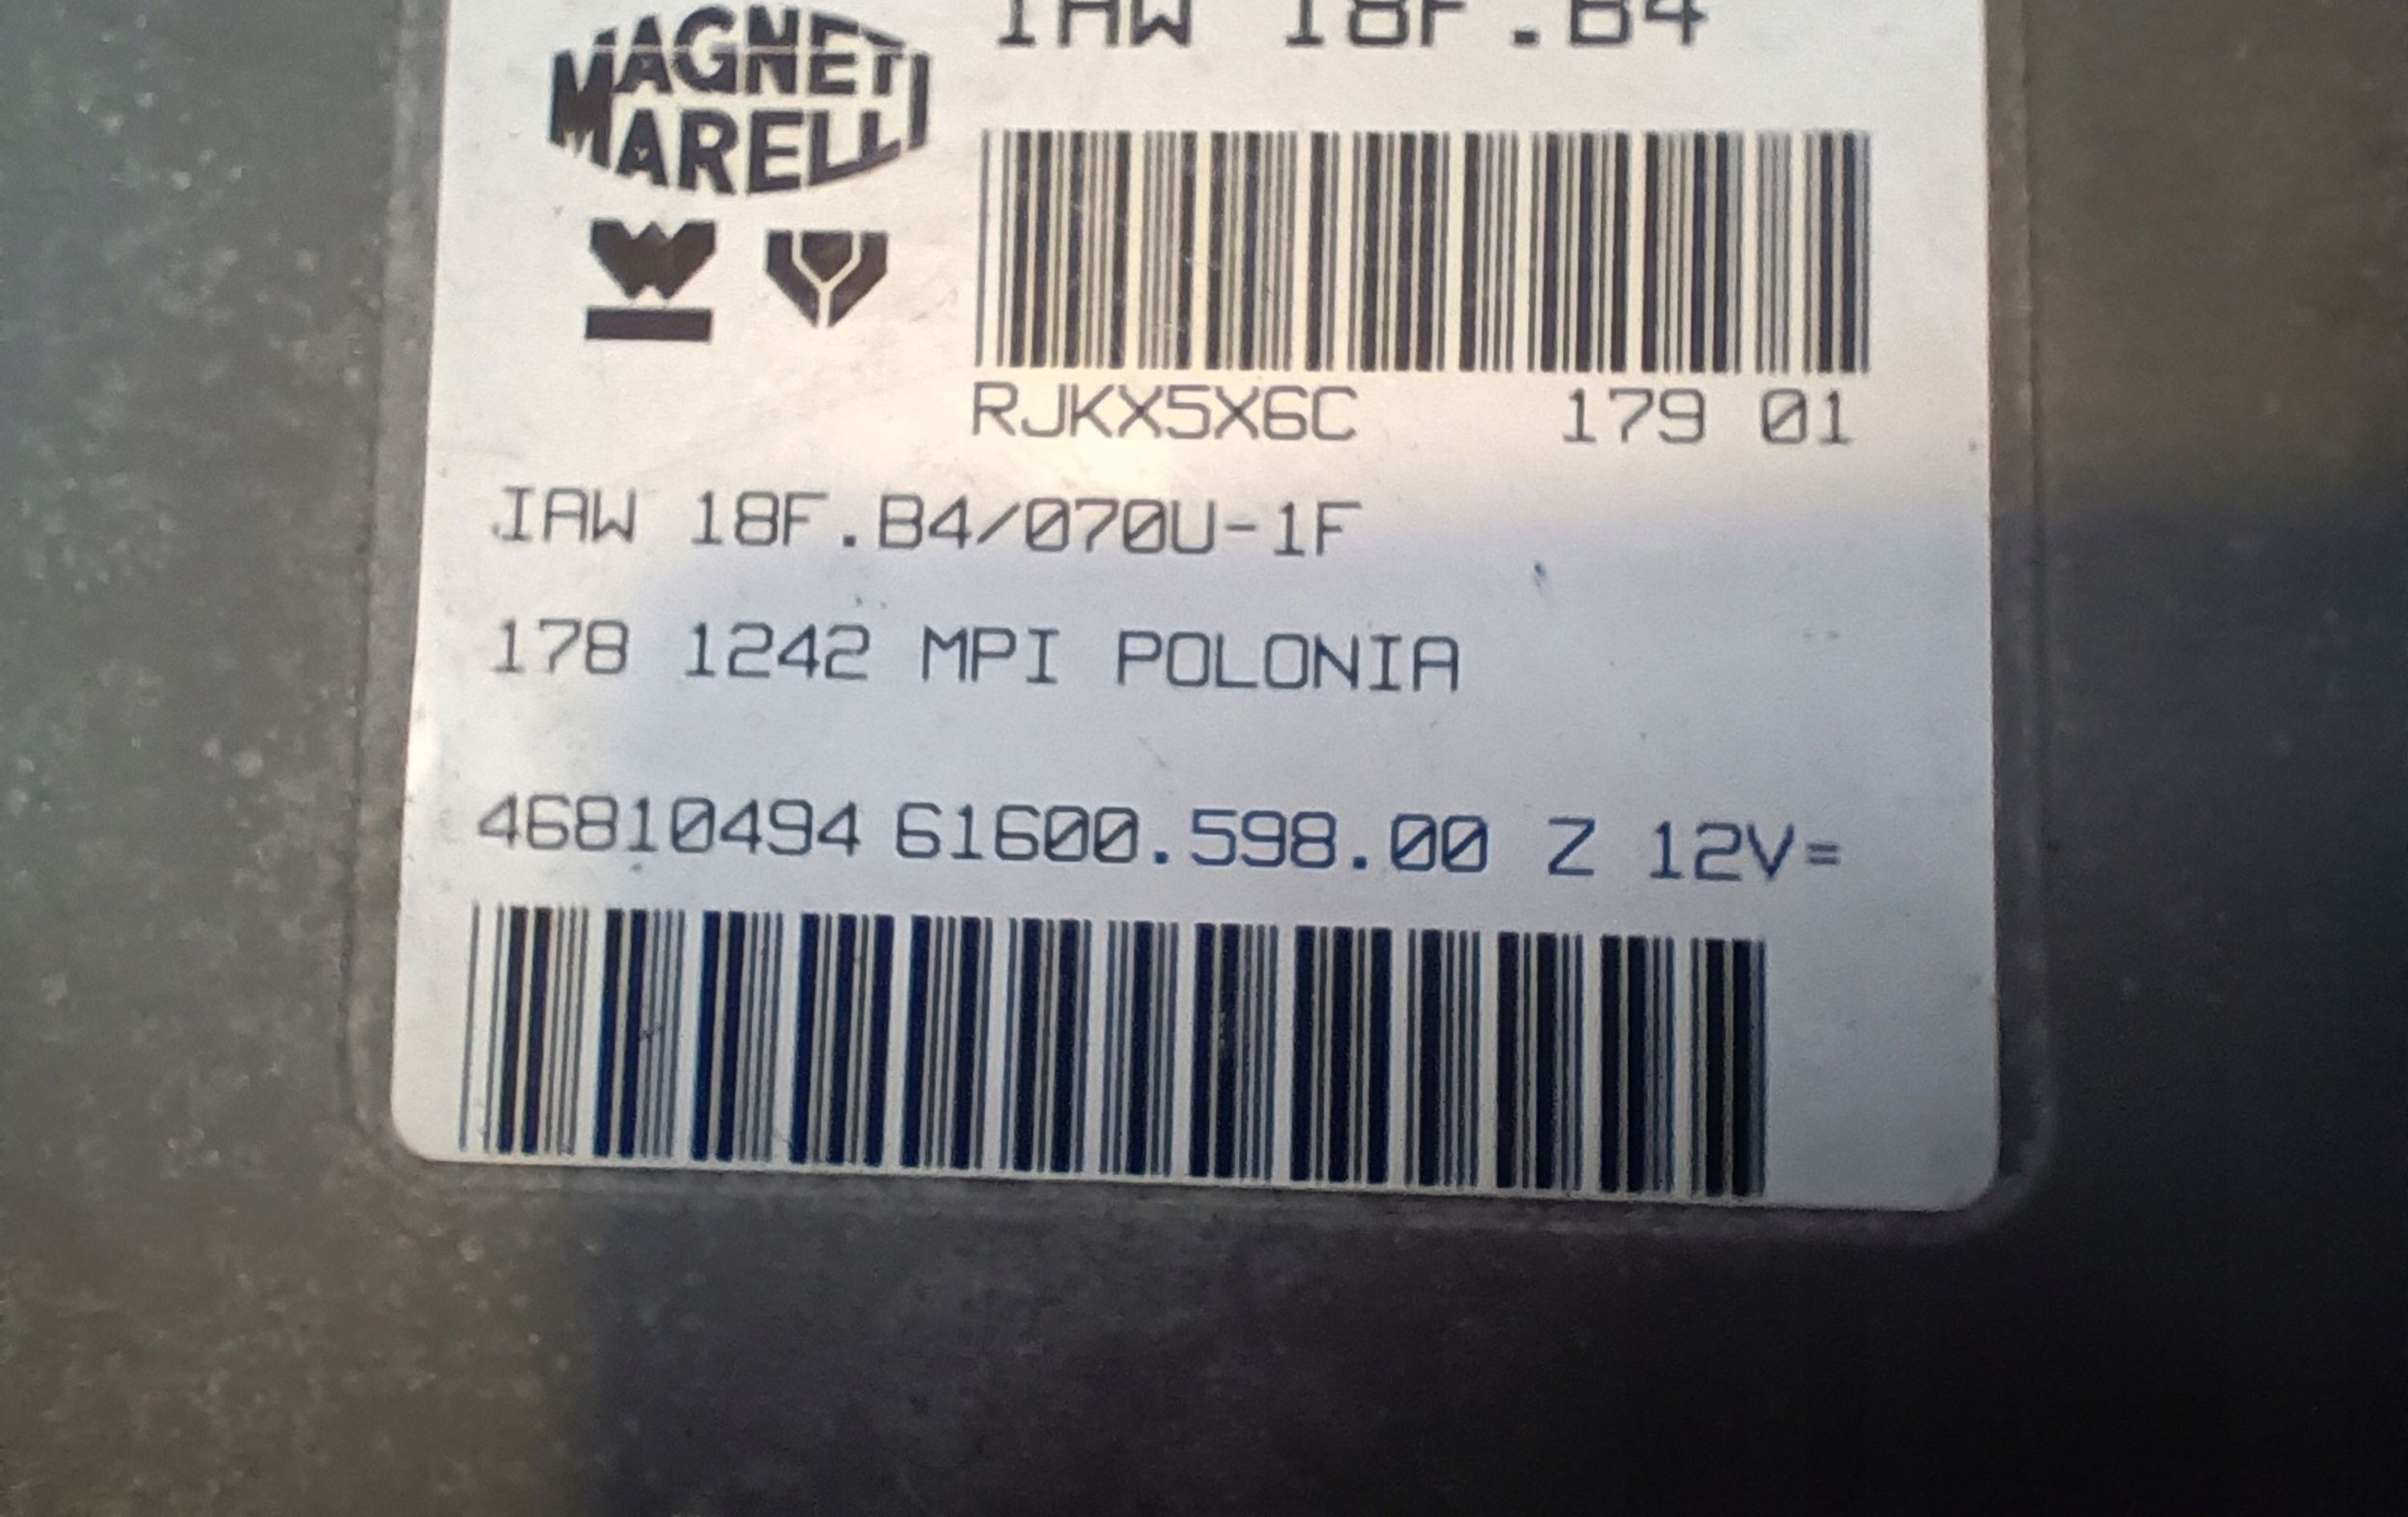 IAW 18F.B4
MAGNETI
MARELLI
RJKX5X6C 179 01
IAW 18F.B4/070U-1F
178 1242 MPI POLONIA
46810494 61600.598.00 Z 12V=